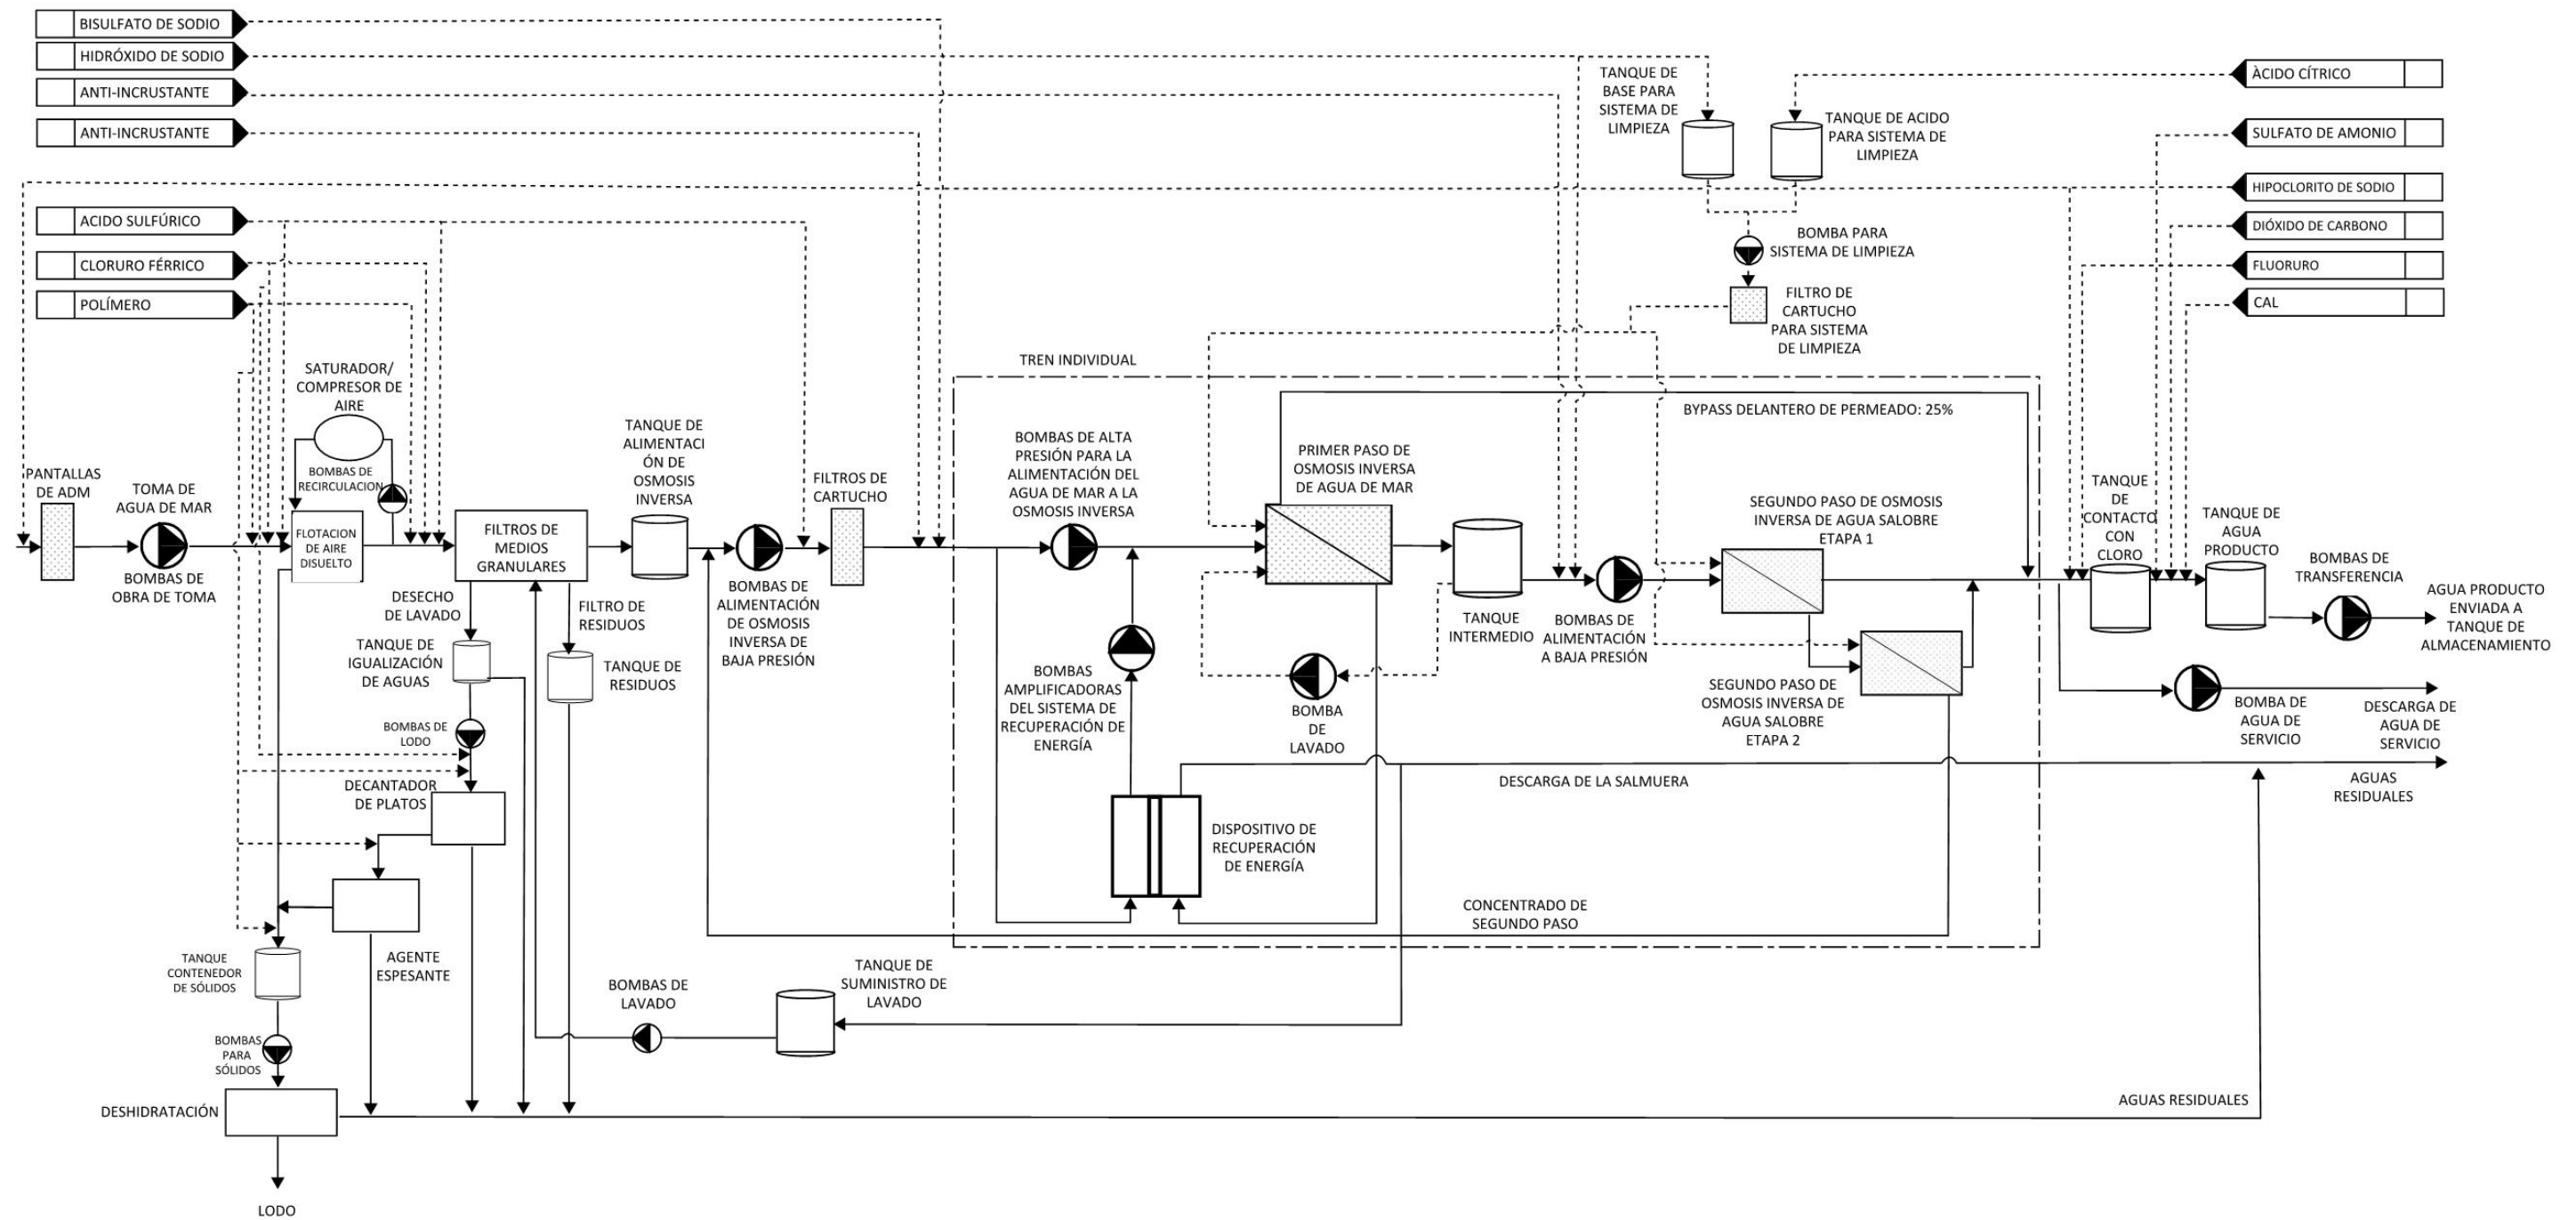 BISULFATO DE SODIO
HIDRÓXIDO DE SODIO
ANTI-INCRUSTANTE
ANTI-INCRUSTANTE
ACIDO SULFÚRICO
CLORURO FÉRRICO
POLÍMERO
TANQUE DE
BASE PARA
SISTEMA DE
LIMPIEZA
TANQUE DE ACIDO
PARA SISTEMA DE
LIMPIEZA
ÀCIDO CÍTRICO
SULFATO DE AMONIO
HIPOCLORITO DE SODIO
DIÓXIDO DE CARBONO
FLUORURO
CAL
BOMBA PARA
SISTEMA DE LIMPIEZA
FILTRO DE
CARTUCHO
PARA SISTEMA
DE LIMPIEZA
TREN INDIVIDUAL
BYPASS DELANTERO DE PERMEADO: 25%
SATURADOR/
COMPRESOR DE
AIRE
BOMBAS DE
RECIRCULACION
PANTALLAS
DE ADM
TOMA DE
AGUA DE MAR
BOMBAS DE
OBRA DE TOMA
FLOTACION
DE AIRE
DISUELTO
FILTROS DE
MEDIOS
GRANULARES
TANQUE DE
ALIMENTACI
ÓN DE
OSMOSIS
INVERSA
BOMBAS DE
ALIMENTACIÓN
DE OSMOSIS
INVERSA DE
BAJA PRESIÓN
FILTROS DE
CARTUCHO
BOMBAS DE ALTA
PRESIÓN PARA LA
ALIMENTACIÓN DEL
AGUA DE MAR A LA
OSMOSIS INVERSA
PRIMER PASO DE
OSMOSIS INVERSA
DE AGUA DE MAR
TANQUE
INTERMEDIO
BOMBAS DE
ALIMENTACIÓN
A BAJA PRESIÓN
SEGUNDO PASO DE OSMOSIS
INVERSA DE AGUA SALOBRE
ETAPA 1
SEGUNDO PASO DE
OSMOSIS INVERSA DE
AGUA SALOBRE
ETAPA 2
TANQUE
DE
CONTACTO
CON
CLORO
TANQUE DE
AGUA
PRODUCTO
BOMBAS DE
TRANSFERENCIA
AGUA PRODUCTO
ENVIADA A
TANQUE DE
ALMACENAMIENTO
BOMBA DE
AGUA DE
SERVICIO
DESCARGA DE
AGUA DE
SERVICIO
AGUAS
RESIDUALES
DESECHO
DE LAVADO
FILTRO DE
RESIDUOS
TANQUE DE
IGUALIZACIÓN
DE AGUAS
TANQUE DE
RESIDUOS
BOMBAS DE
LODO
DECANTADOR
DE PLATOS
BOMBAS
AMPLIFICADORAS
DEL SISTEMA DE
RECUPERACIÓN DE
ENERGÍA
BOMBA
DE
LAVADO
DESCARGA DE LA SALMUERA
DISPOSITIVO DE
RECUPERACIÓN
DE ENERGÍA
CONCENTRADO DE
SEGUNDO PASO
AGENTE
ESPESANTE
TANQUE
CONTENEDOR
DE SÓLIDOS
BOMBAS DE
LAVADO
TANQUE DE
SUMINISTRO DE
LAVADO
BOMBAS
PARA
SÓLIDOS
DESHIDRATACIÓN
AGUAS RESIDUALES
LODO